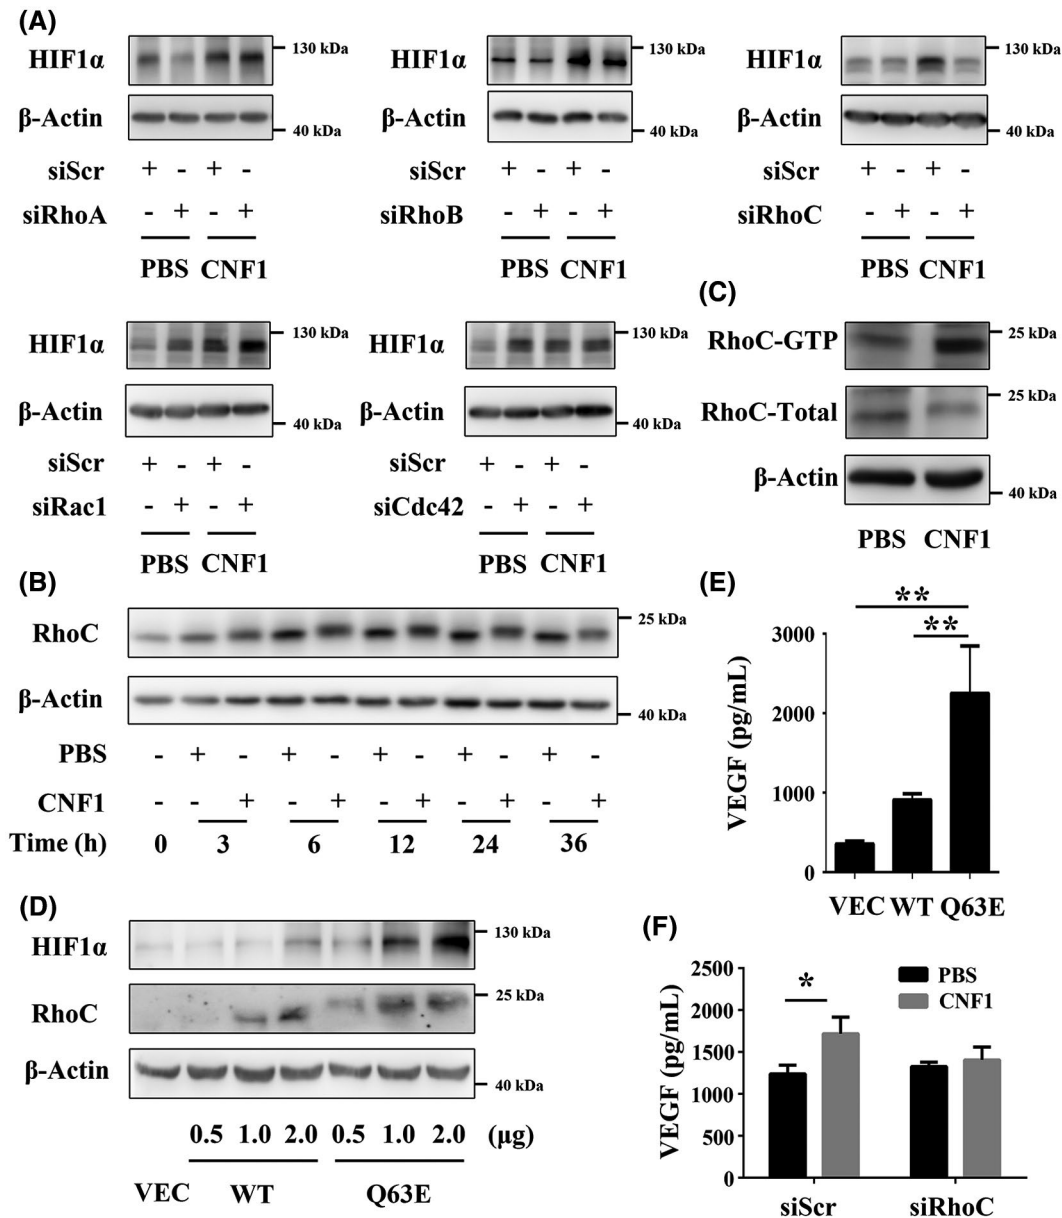 (A)
HIF1α 130 kDa
β-Actin 40 kDa
siScr + - + -
siRhoA - + - +
PBS CNF1
HIF1α 130 kDa
β-Actin 40 kDa
siScr + - + -
siRhoB - + - +
PBS CNF1
HIF1α 130 kDa
β-Actin 40 kDa
siScr + - + -
siRhoC - + - +
PBS CNF1
HIF1α 130 kDa
β-Actin 40 kDa
siScr + - + -
siRac1 - + - +
PBS CNF1
HIF1α 130 kDa
β-Actin 40 kDa
siScr + - + -
siCdc42 - + - +
PBS CNF1
(C)
RhoC-GTP 25 kDa
RhoC-Total 25 kDa
β-Actin 40 kDa
PBS CNF1
(B)
RhoC 25 kDa
β-Actin 40 kDa
PBS - + - + - + - + - + -
CNF1 - - + - + - + - + - +
Time (h) 0 3 6 12 24 36
(D)
HIF1α 130 kDa
RhoC 25 kDa
β-Actin 40 kDa
0.5 1.0 2.0 0.5 1.0 2.0 (μg)
VEC WT Q63E
(E)
**
**
VEGF (pg/mL)
3000
2000
1000
0
VEC WT Q63E
(F)
VEGF (pg/mL)
2500
2000
1500
1000
500
0
*
PBS
CNF1
siScr siRhoC